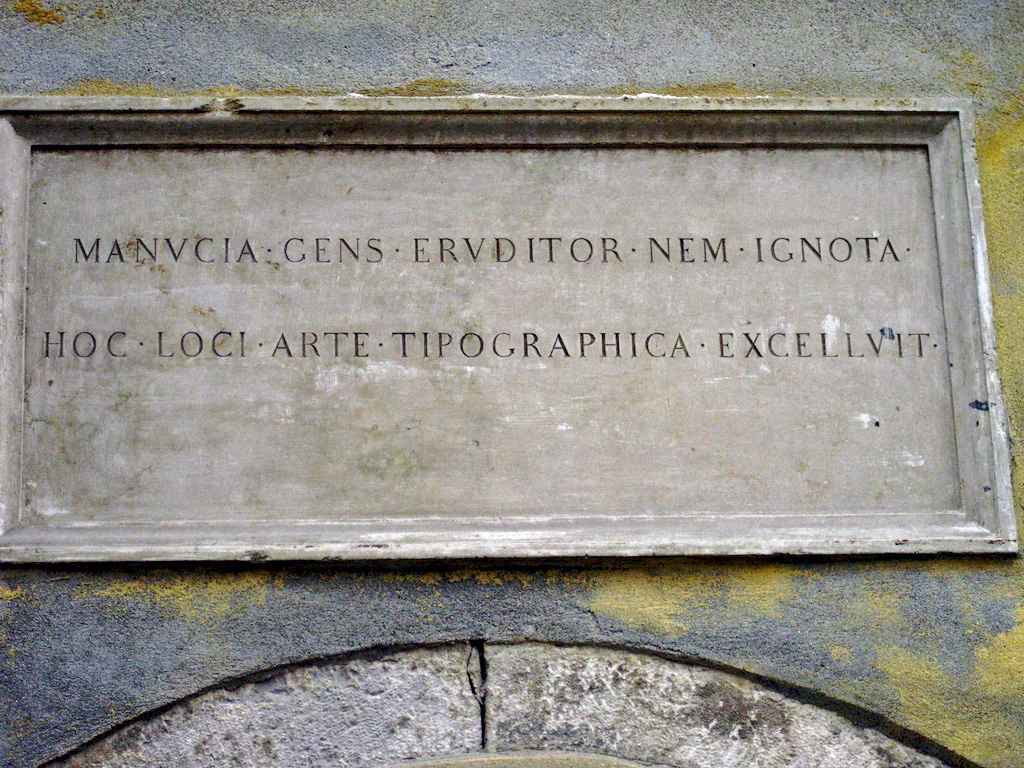 MANVCIA · GENS · ERVDITOR · NEM · IGNOTA ·
HOC · LOCI · ARTE · TIPOGRAPHICA · EXCELLVIT ·